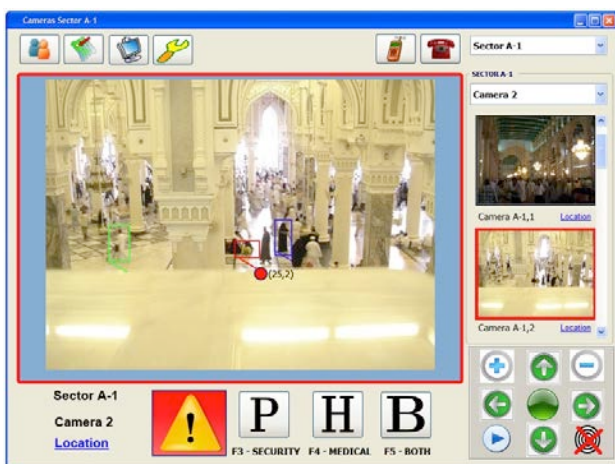 Cameras Sector A-1
Sector A-1
SECTOR A-1
Camera 2
Camera A-1,1 Location
(25,2)
Camera A-1,2 Location
Sector A-1
Camera 2
Location
!
P H B
F3 - SECURITY F4 - MEDICAL F5 - BOTH